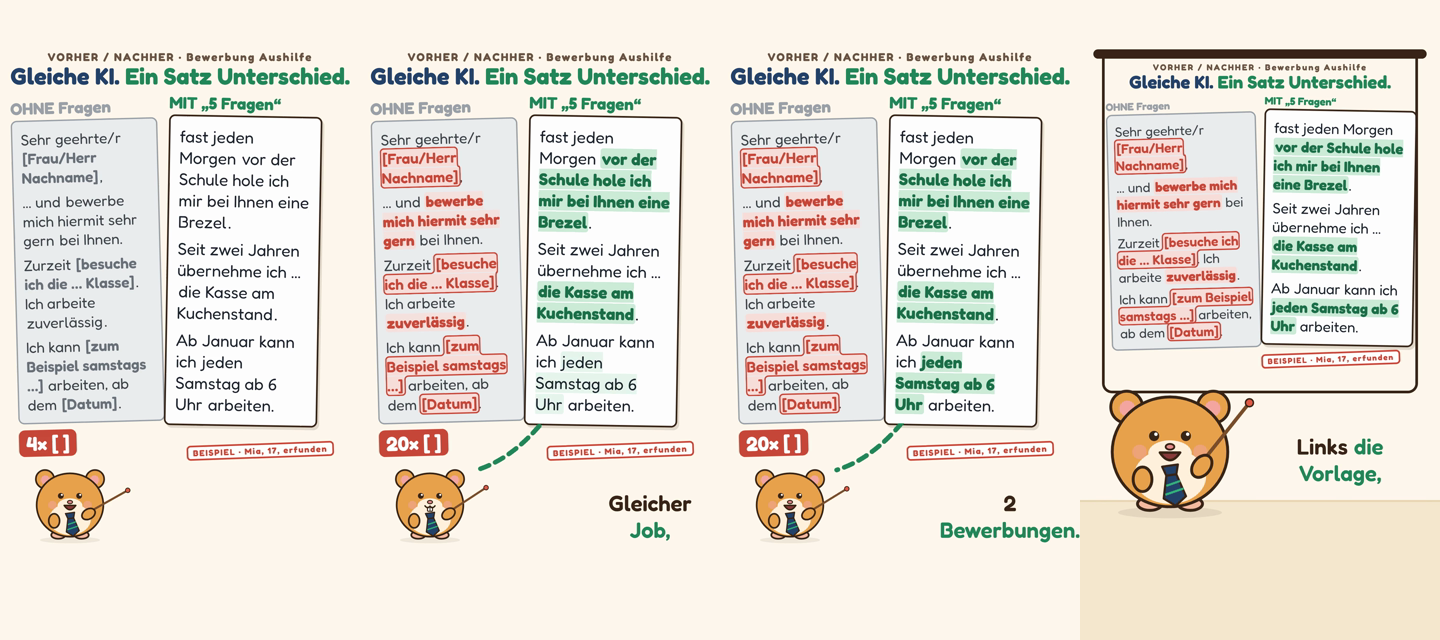 VORHER / NACHHER · Bewerbung Aushilfe
Gleiche KI. Ein Satz Unterschied.
OHNE Fragen
Sehr geehrte/r
[Frau/Herr
Nachname],
... und bewerbe
mich hiermit sehr
gern bei Ihnen.
Zurzeit [besuche
ich die ... Klasse].
Ich arbeite
zuverlässig.
Ich kann [zum
Beispiel samstags
...] arbeiten, ab
dem [Datum].
4x [ ]
MIT „5 Fragen“
fast jeden
Morgen vor der
Schule hole ich
mir bei Ihnen eine
Brezel.
Seit zwei Jahren
übernehme ich ...
die Kasse am
Kuchenstand.
Ab Januar kann
ich jeden
Samstag ab 6
Uhr arbeiten.
BEISPIEL · Mia, 17, erfunden
VORHER / NACHHER · Bewerbung Aushilfe
Gleiche KI. Ein Satz Unterschied.
OHNE Fragen
Sehr geehrte/r
[Frau/Herr
Nachname],
... und bewerbe
mich hiermit sehr
gern bei Ihnen.
Zurzeit [besuche
ich die ... Klasse].
Ich arbeite
zuverlässig.
Ich kann [zum
Beispiel samstags
...] arbeiten, ab
dem [Datum].
20x [ ]
MIT „5 Fragen“
fast jeden
Morgen vor der
Schule hole ich
mir bei Ihnen eine
Brezel.
Seit zwei Jahren
übernehme ich ...
die Kasse am
Kuchenstand.
Ab Januar kann
ich jeden
Samstag ab 6
Uhr arbeiten.
BEISPIEL · Mia, 17, erfunden
Gleicher
Job,
VORHER / NACHHER · Bewerbung Aushilfe
Gleiche KI. Ein Satz Unterschied.
OHNE Fragen
Sehr geehrte/r
[Frau/Herr
Nachname],
... und bewerbe
mich hiermit sehr
gern bei Ihnen.
Zurzeit [besuche
ich die ... Klasse].
Ich arbeite
zuverlässig.
Ich kann [zum
Beispiel samstags
...] arbeiten, ab
dem [Datum].
20x [ ]
MIT „5 Fragen“
fast jeden
Morgen vor der
Schule hole ich
mir bei Ihnen eine
Brezel.
Seit zwei Jahren
übernehme ich ...
die Kasse am
Kuchenstand.
Ab Januar kann
ich jeden
Samstag ab 6
Uhr arbeiten.
BEISPIEL · Mia, 17, erfunden
2
Bewerbungen.
VORHER / NACHHER · Bewerbung Aushilfe
Gleiche KI. Ein Satz Unterschied.
OHNE Fragen
Sehr geehrte/r
[Frau/Herr
Nachname],
... und bewerbe mich
hiermit sehr gern bei
Ihnen.
Zurzeit [besuche ich
die ... Klasse]. Ich
arbeite zuverlässig.
Ich kann [zum Beispiel
samstags ...] arbeiten,
ab dem [Datum].
MIT „5 Fragen“
fast jeden Morgen
vor der Schule hole
ich mir bei Ihnen
eine Brezel.
Seit zwei Jahren
übernehme ich ...
die Kasse am
Kuchenstand.
Ab Januar kann ich
jeden Samstag ab 6
Uhr arbeiten.
BEISPIEL · Mia, 17, erfunden
Links die
Vorlage,